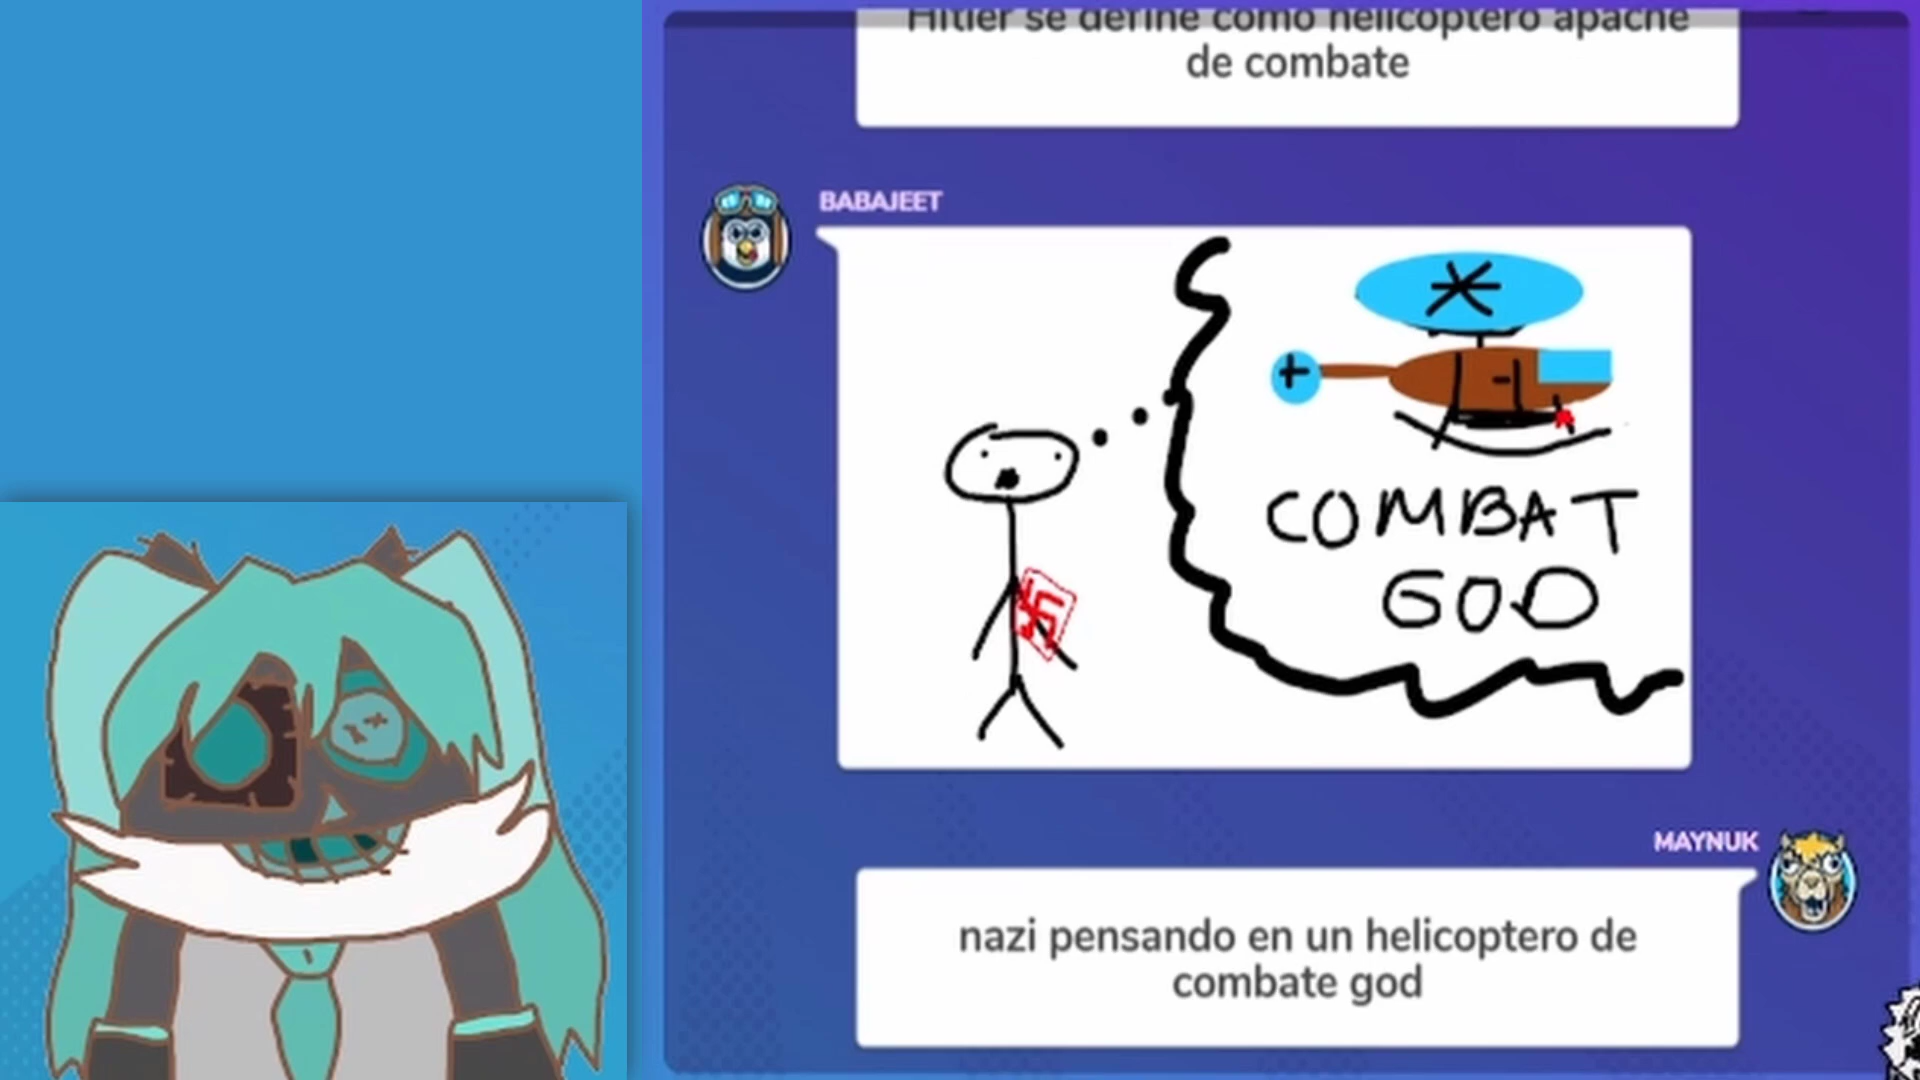 Hitler se define como helicoptero apache
de combate
BABAJEET
COMBAT
GOD
MAYNUK
nazi pensando en un helicoptero de
combate god